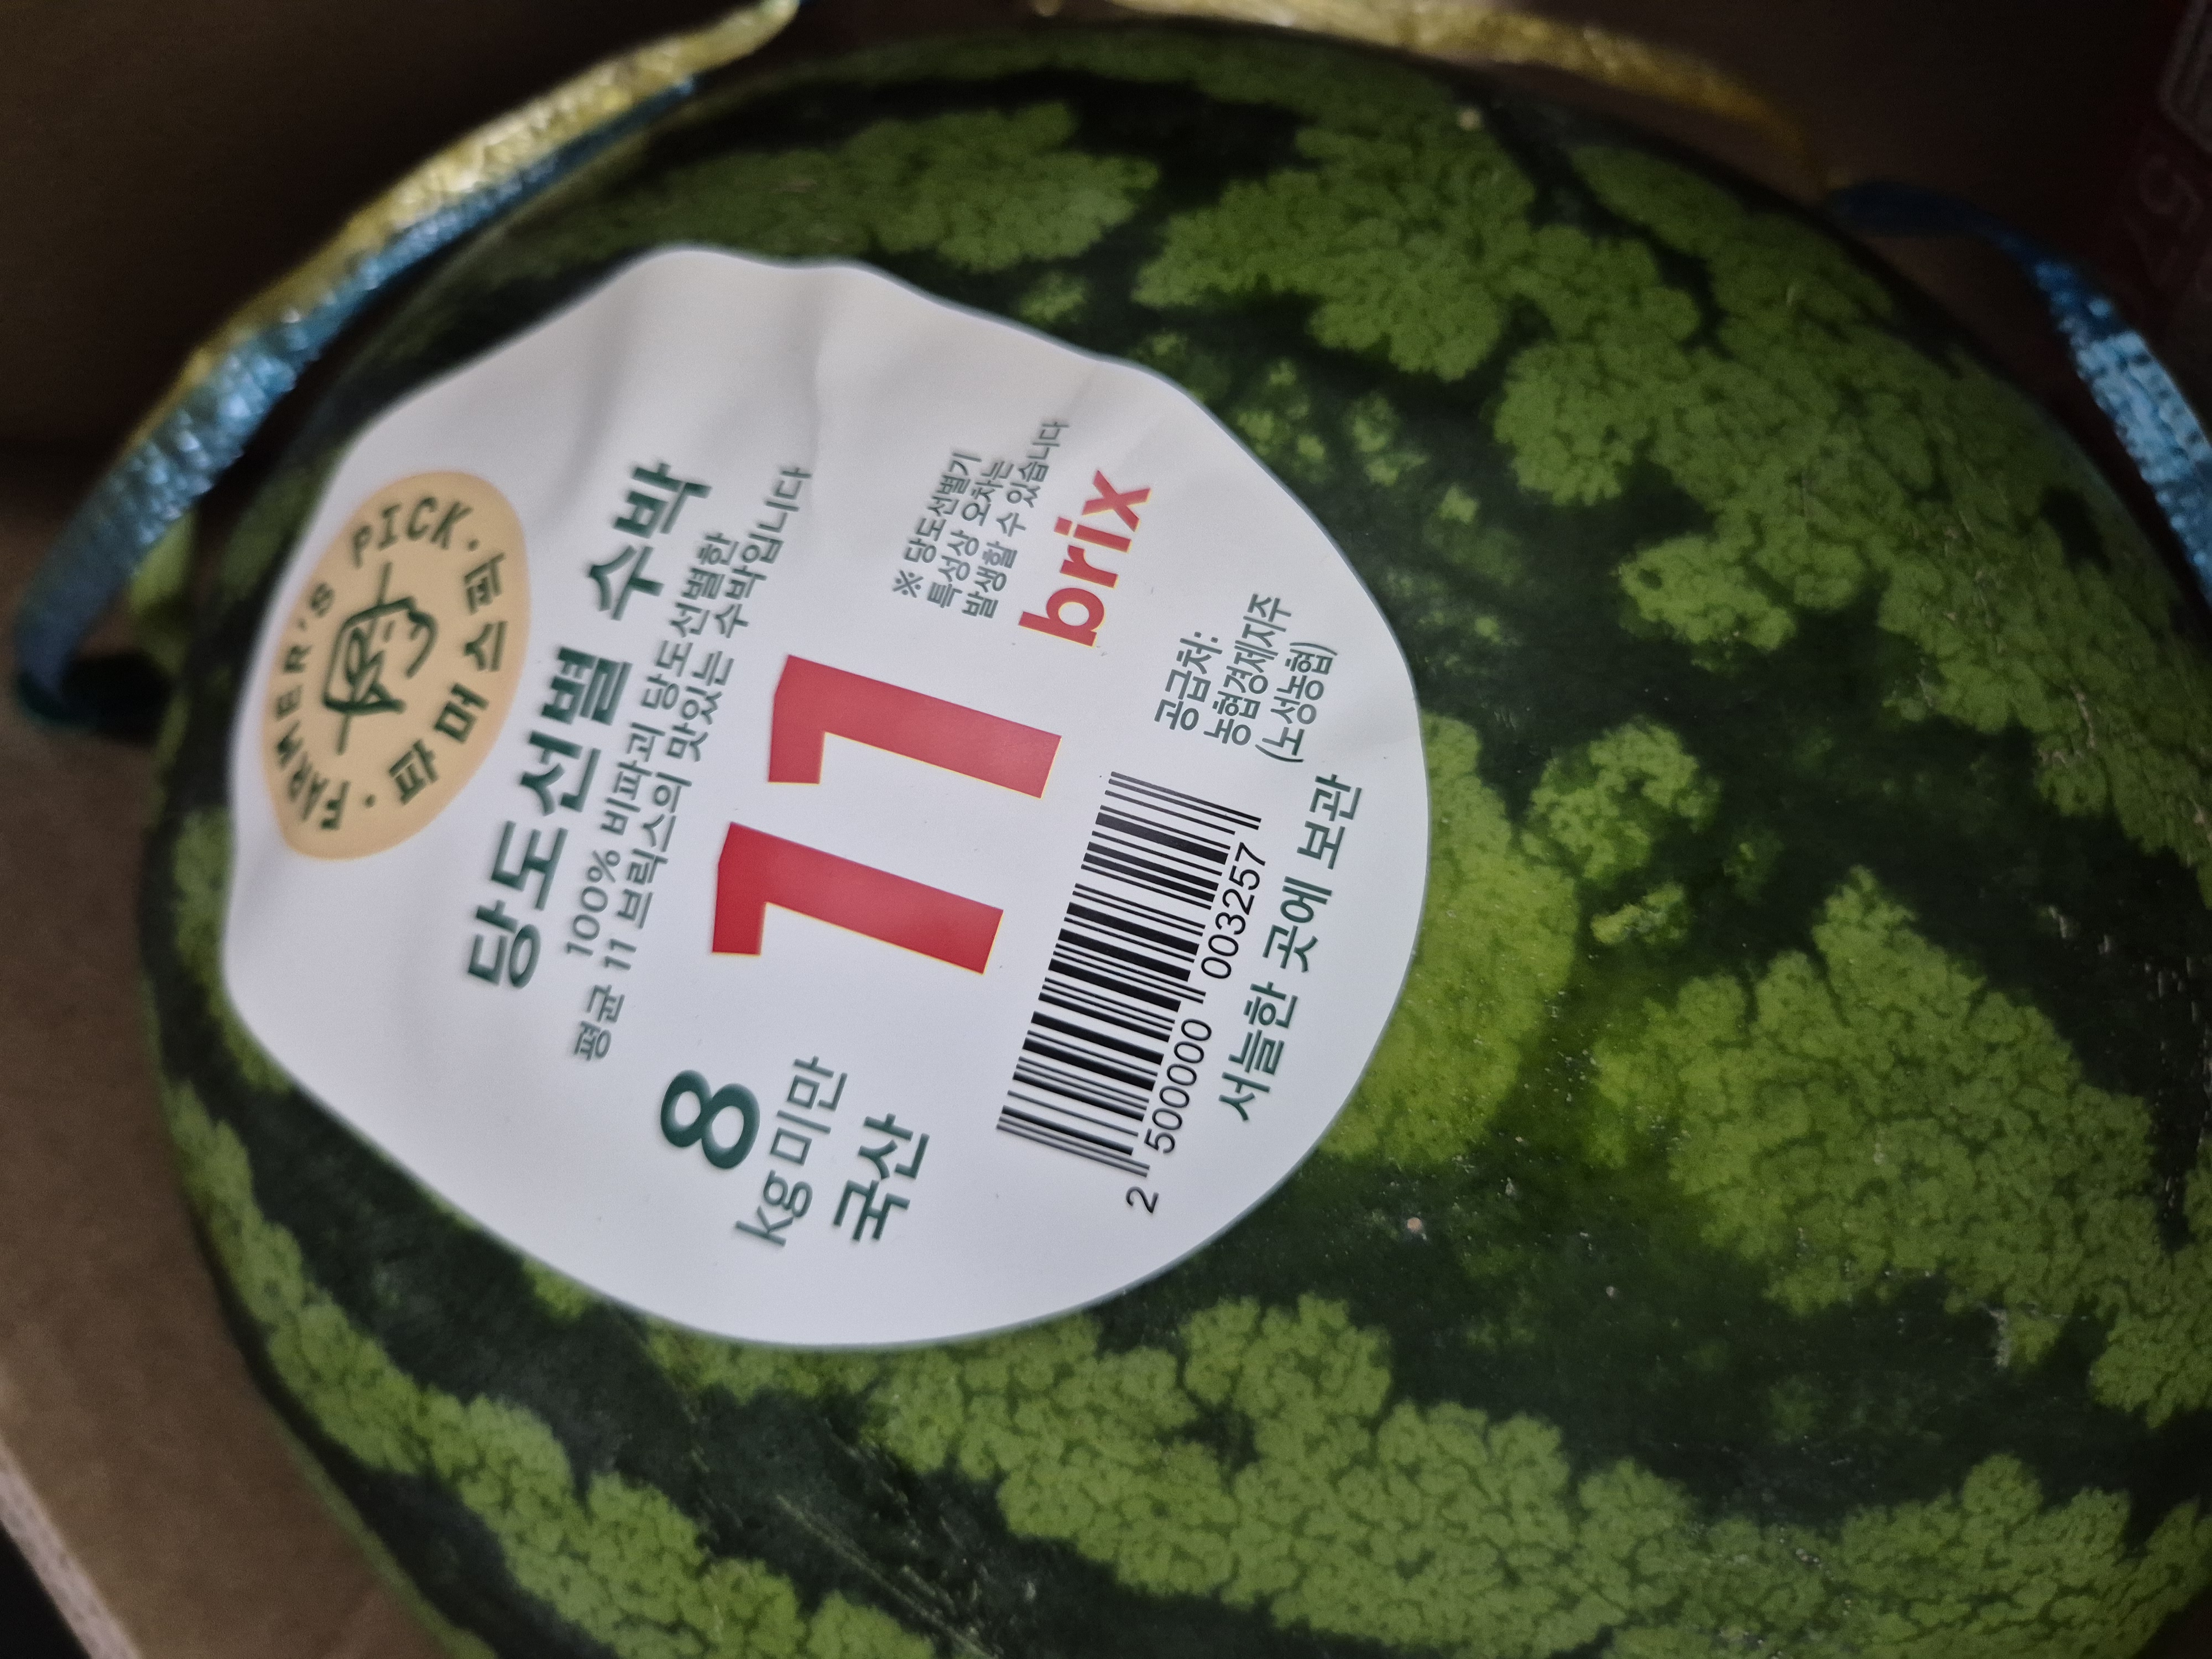 FARMER'S PICK.
파머스픽
당도선별 수박
100% 비파괴 당도선별한
평균 11 브릭스의 맛있는 수박입니다
8
kg미만
국산
11
brix
※ 당도선별기
특성상 오차는
발생할 수 있습니다
2 500000 003257
공급처:
농협경제지주
(노성농협)
서늘한 곳에 보관